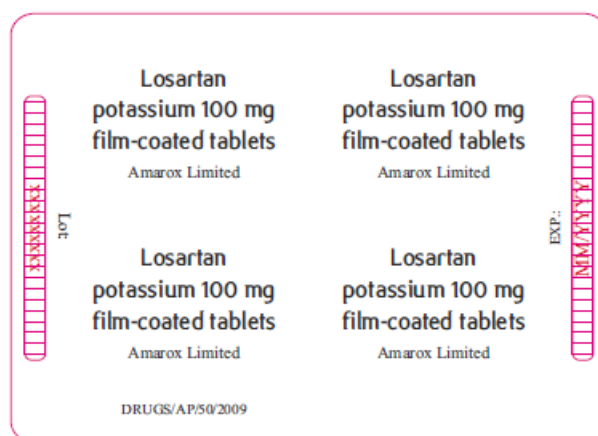 Losartan
potassium 100 mg
film-coated tablets
Amarox Limited
Losartan
potassium 100 mg
film-coated tablets
Amarox Limited
xxxxxxxxx
Lot
EXP.:
MM/YYYY
Losartan
potassium 100 mg
film-coated tablets
Amarox Limited
Losartan
potassium 100 mg
film-coated tablets
Amarox Limited
DRUGS/AP/50/2009